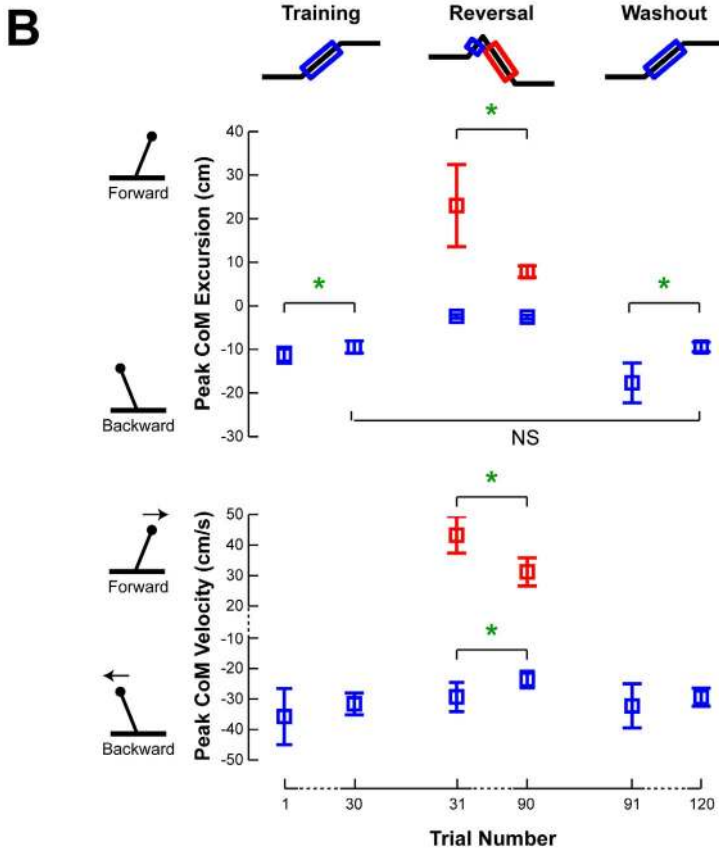 B
Training Reversal Washout
*
40
30
20
10
0
-10
-20
-30
Peak CoM Excursion (cm)
Forward
Backward
* *
NS
*
50
40
30
20
-10
-20
-30
-40
-50
Peak CoM Velocity (cm/s)
Forward
Backward
*
1 30 31 90 91 120
Trial Number